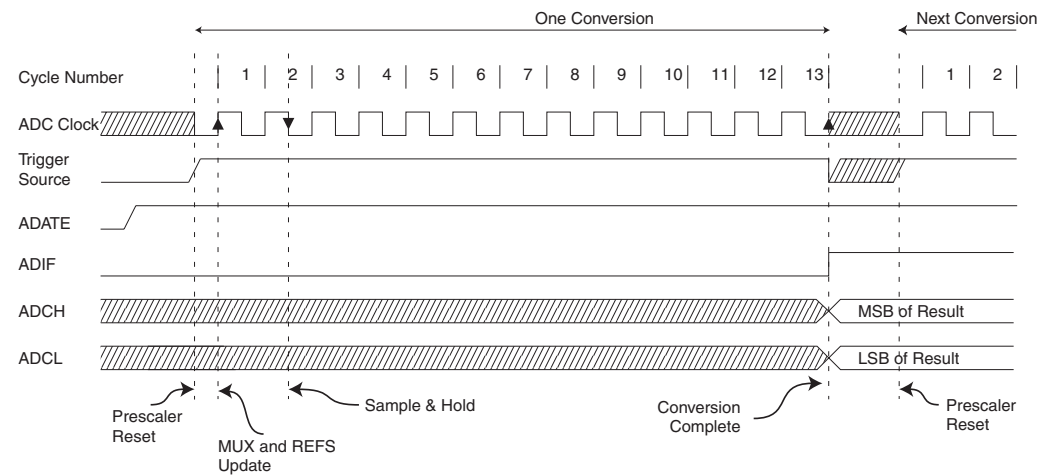 One Conversion
Next Conversion
Cycle Number
1 2 3 4 5 6 7 8 9 10 11 12 13 1 2
ADC Clock
Trigger
Source
ADATE
ADIF
ADCH
MSB of Result
ADCL
LSB of Result
Prescaler
Reset
MUX and REFS
Update
Sample & Hold
Conversion
Complete
Prescaler
Reset